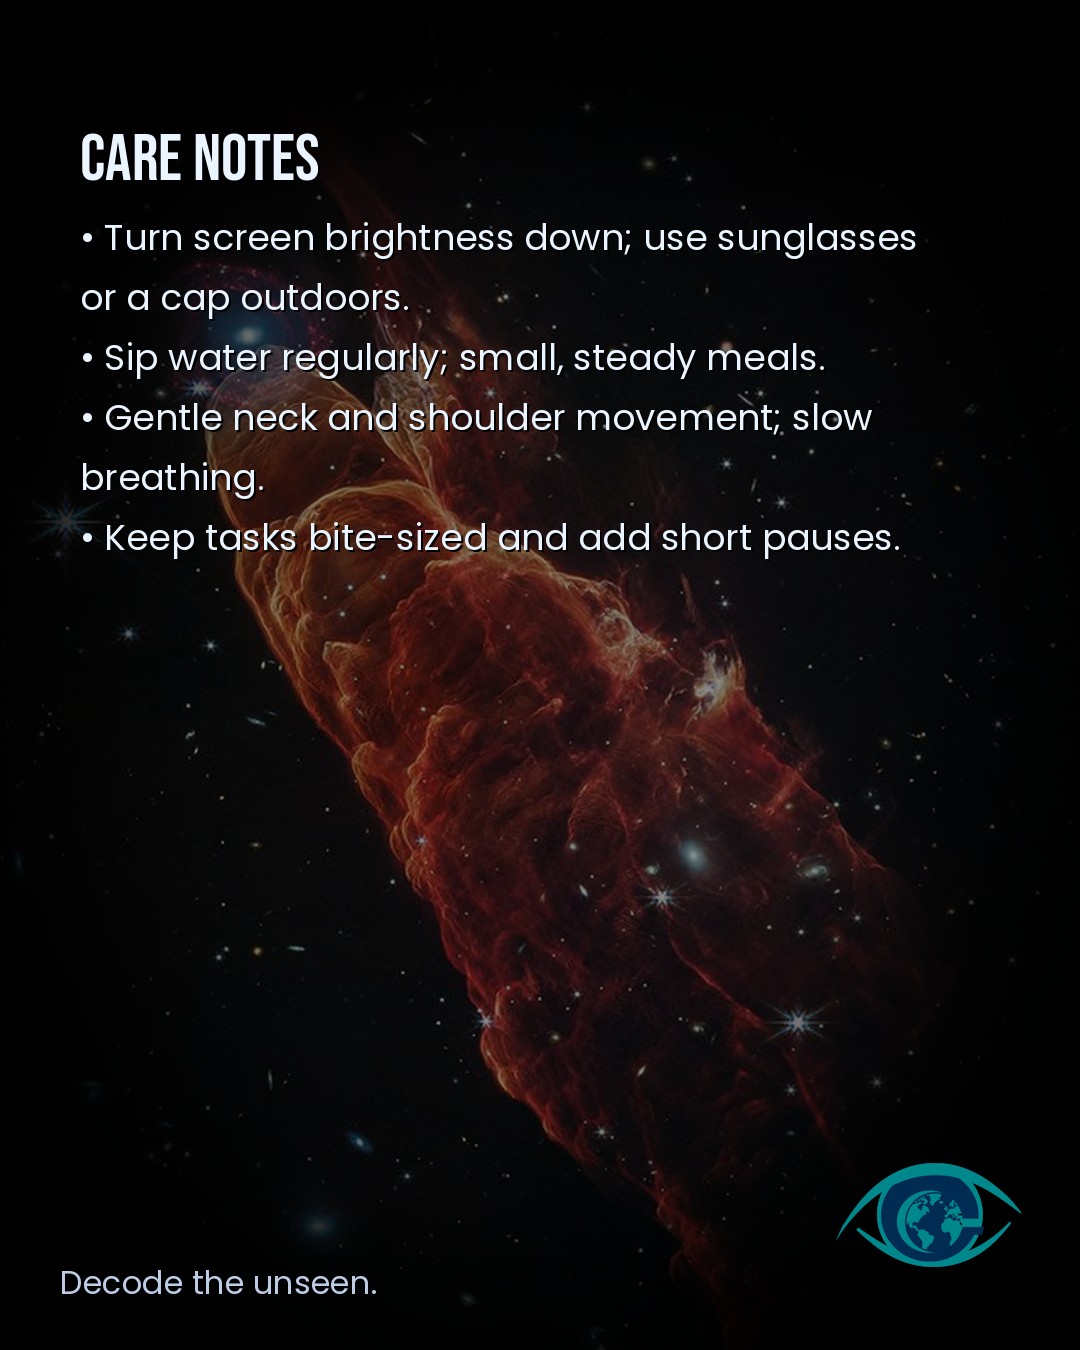 CARE NOTES
• Turn screen brightness down; use sunglasses
or a cap outdoors.
• Sip water regularly; small, steady meals.
• Gentle neck and shoulder movement; slow
breathing.
• Keep tasks bite-sized and add short pauses.
Decode the unseen.